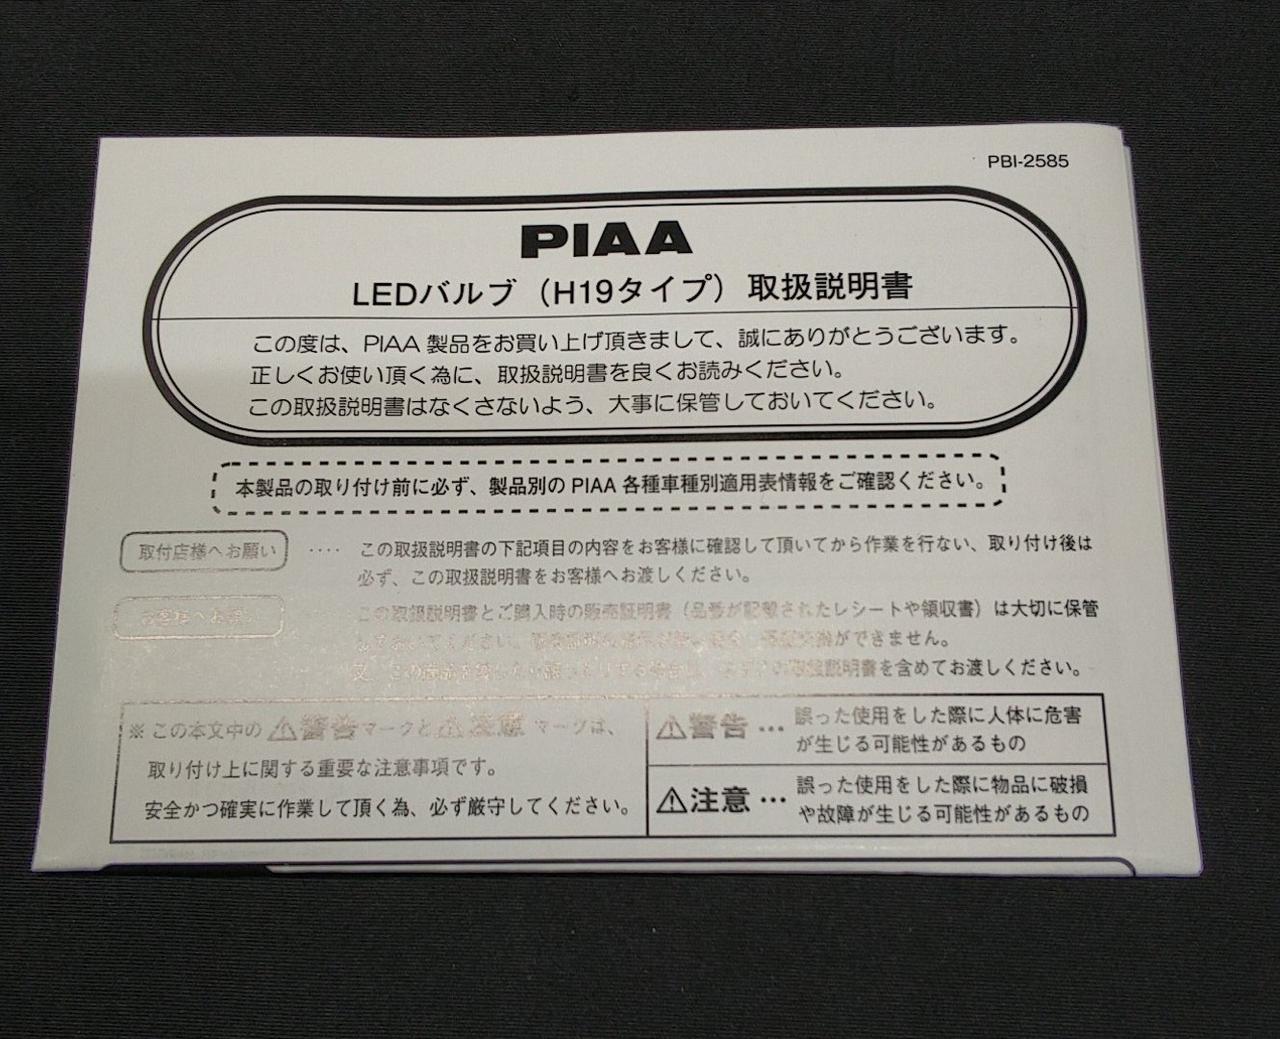 PBI-2585
PIAA
LEDバルブ（H19タイプ）取扱説明書
この度は、PIAA 製品をお買い上げ頂きまして、誠にありがとうございます。
正しくお使い頂く為に、取扱説明書を良くお読みください。
この取扱説明書はなくさないよう、大事に保管しておいてください。
本製品の取り付け前に必ず、製品別の PIAA 各種車種別適用表情報をご確認ください。
取付店様へお願い ‥‥ この取扱説明書の下記項目の内容をお客様に確認して頂いてから作業を行ない、取り付け後は
必ず、この取扱説明書をお客様へお渡しください。
お客様へお願い この取扱説明書とご購入時の販売証明書（品番が記載されたレシートや領収書）は大切に保管
しておいてください。 ができません。
取扱説明書を含めてお渡しください。
※ この本文中の ⚠警告 マークと ⚠注意 マークは、
取り付け上に関する重要な注意事項です。
安全かつ確実に作業して頂く為、必ず厳守してください。
⚠警告 … 誤った使用をした際に人体に危害
が生じる可能性があるもの
⚠注意 … 誤った使用をした際に物品に破損
や故障が生じる可能性があるもの